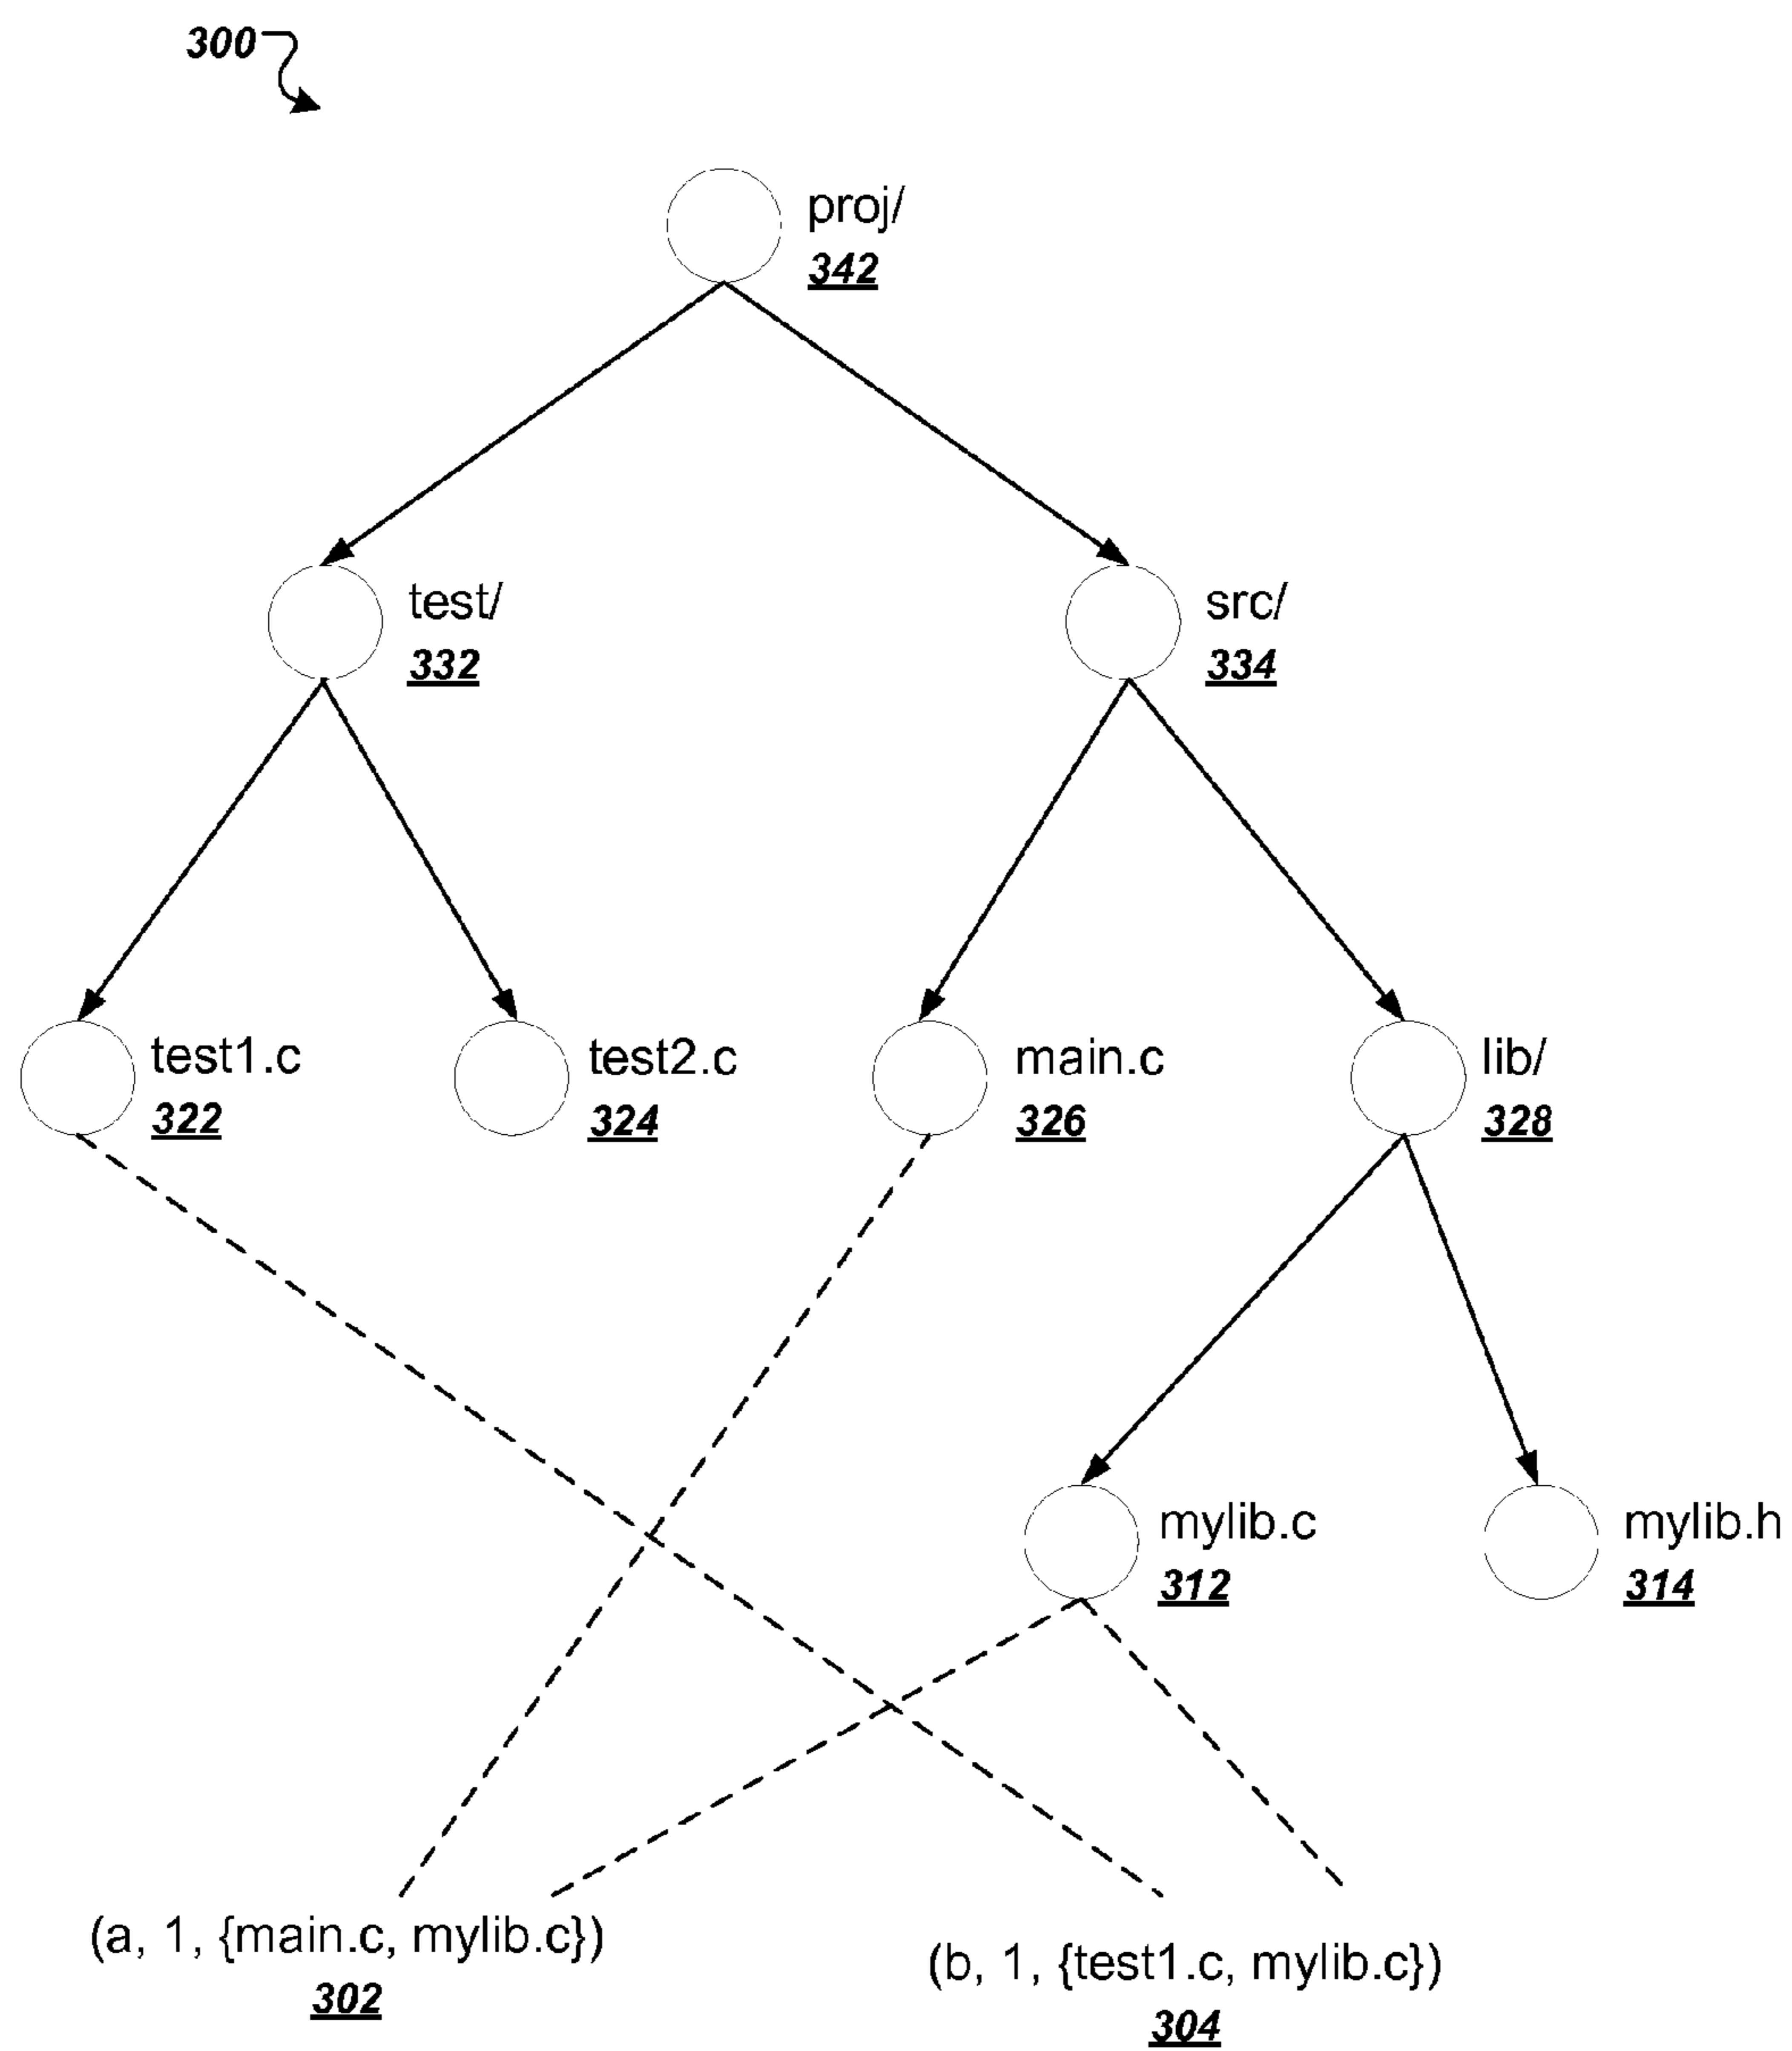 300
proj/
342
test/
332
src/
334
test1.c
322
test2.c
324
main.c
326
lib/
328
mylib.c
312
mylib.h
314
(a, 1, {main.c, mylib.c})
302
(b, 1, {test1.c, mylib.c})
304